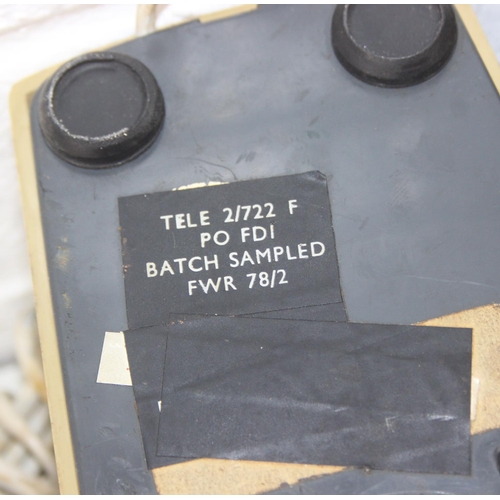 TELE 2/722 F
PO FDI
BATCH SAMPLED
FWR 78/2